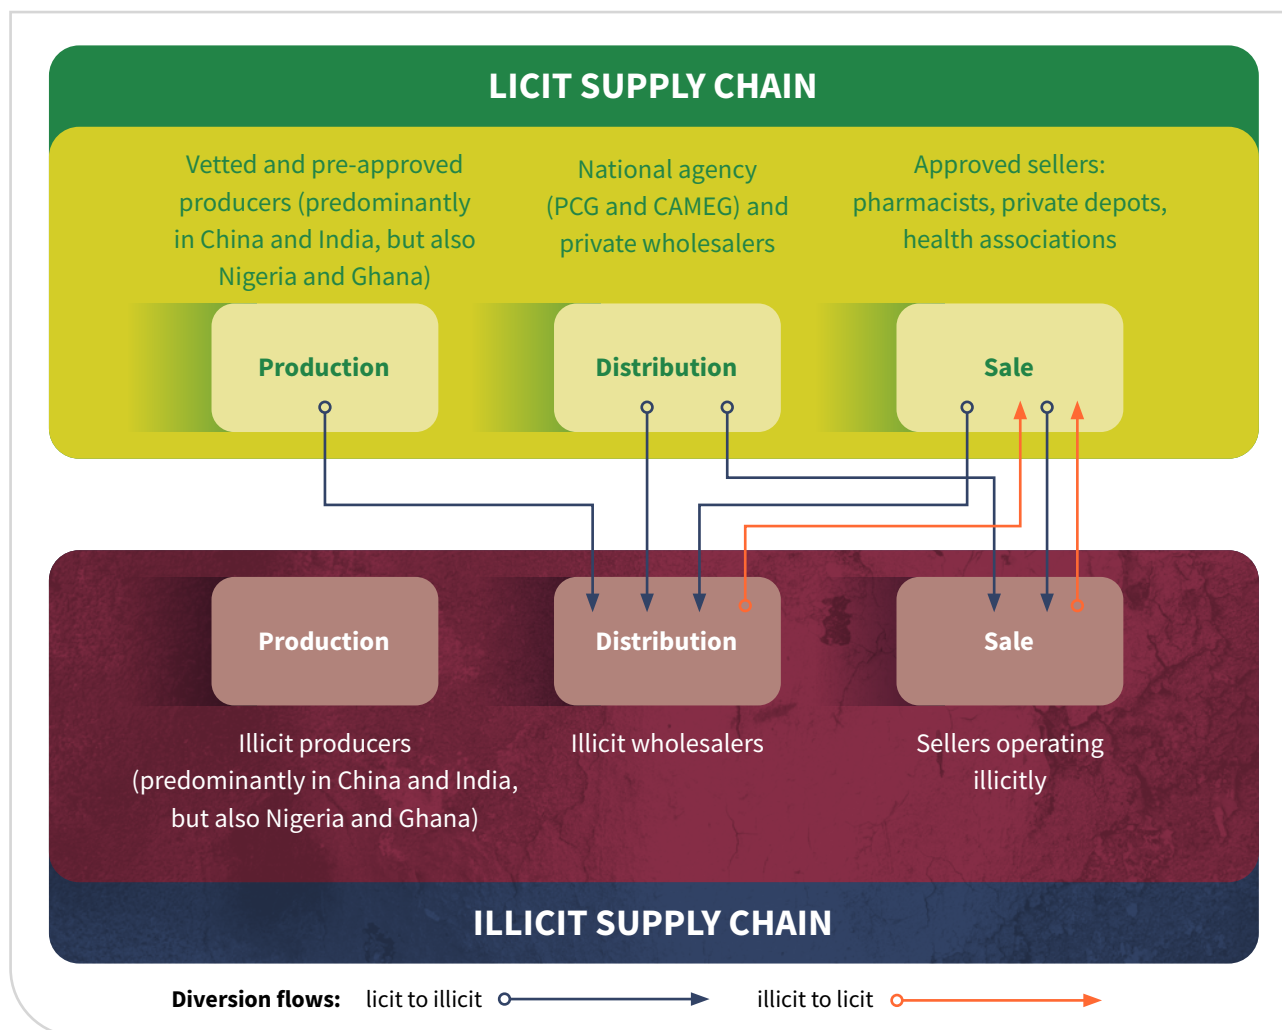 LICIT SUPPLY CHAIN
Vetted and pre-approved
producers (predominantly
in China and India, but also
Nigeria and Ghana)
National agency
(PCG and CAMEG) and
private wholesalers
Approved sellers:
pharmacists, private depots,
health associations
Production
Distribution
Sale
Production
Distribution
Sale
Illicit producers
(predominantly in China and India,
but also Nigeria and Ghana)
Illicit wholesalers
Sellers operating
illicitly
ILLICIT SUPPLY CHAIN
Diversion flows: licit to illicit illicit to licit